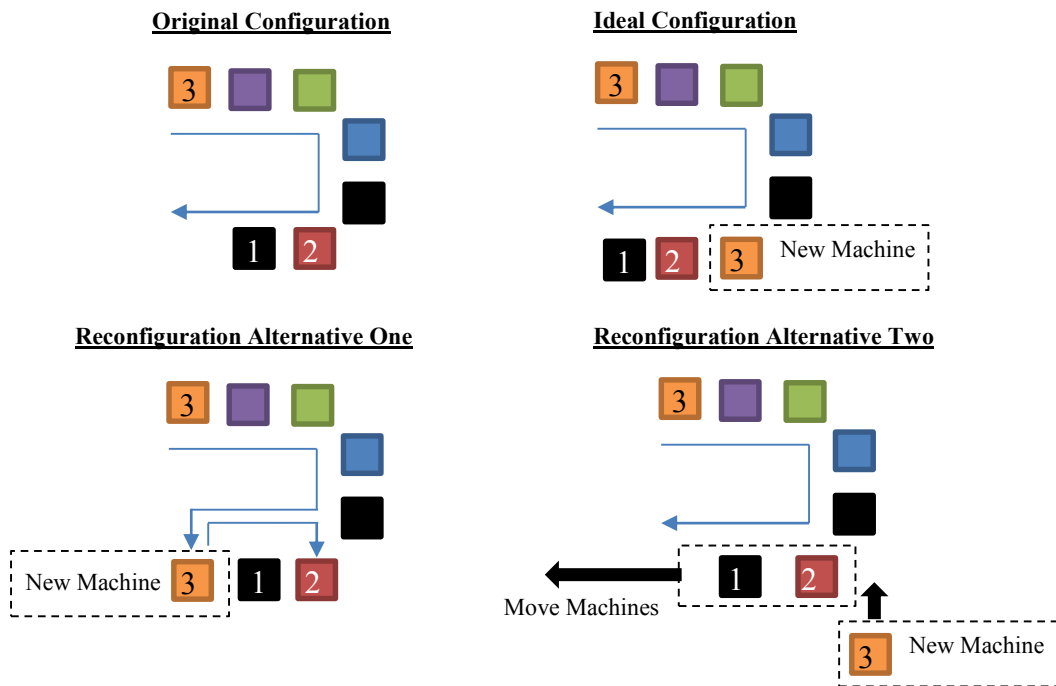 Original Configuration
3
1 2
Ideal Configuration
3
1 2 3 New Machine
Reconfiguration Alternative One
3
New Machine 3 1 2
Reconfiguration Alternative Two
3
1 2
Move Machines
3 New Machine